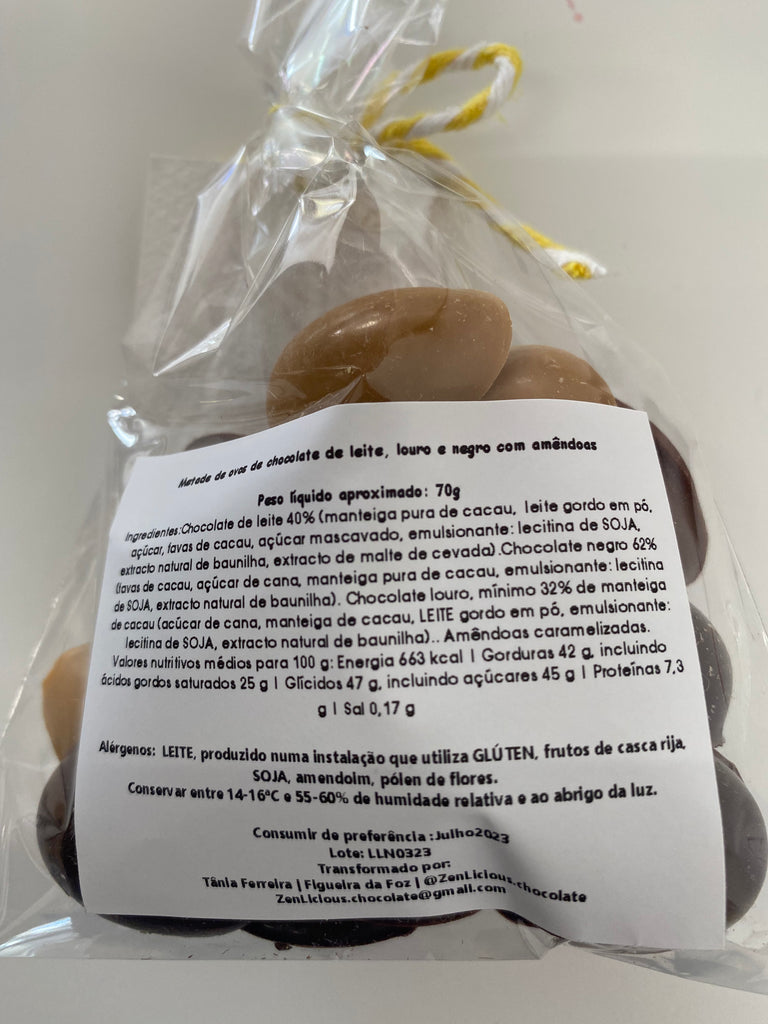 Metade de ovos de chocolate de leite, louro e negro com amêndoas
Peso líquido aproximado: 70g
Ingredientes:Chocolate de leite 40% (manteiga pura de cacau, leite gordo em pó,
açúcar, favas de cacau, açúcar mascavado, emulsionante: lecitina de SOJA,
extracto natural de baunilha, extracto de malte de cevada).Chocolate negro 62%
(favas de cacau, açúcar de cana, manteiga pura de cacau, emulsionante: lecitina
de SOJA, extracto natural de baunilha). Chocolate louro, mínimo 32% de manteiga
de cacau (acúcar de cana, manteiga de cacau, LEITE gordo em pó, emulsionante:
lecitina de SOJA, extracto natural de baunilha).. Amêndoas caramelizadas.
Valores nutritivos médios para 100 g: Energia 663 kcal | Gorduras 42 g, incluindo
ácidos gordos saturados 25 g | Glícidos 47 g, incluindo açúcares 45 g | Proteínas 7,3
g | Sal 0,17 g
Alérgenos: LEITE, produzido numa instalação que utiliza GLÚTEN, frutos de casca rija,
SOJA, amendoim, pólen de flores.
Conservar entre 14-16ºC e 55-60% de humidade relativa e ao abrigo da luz.
Consumir de preferência :Julho2023
Lote: LLN0323
Transformado por:
Tânia Ferreira | Figueira da Foz | @ZenLicious.chocolate
ZenLicious.chocolate@gmail.com